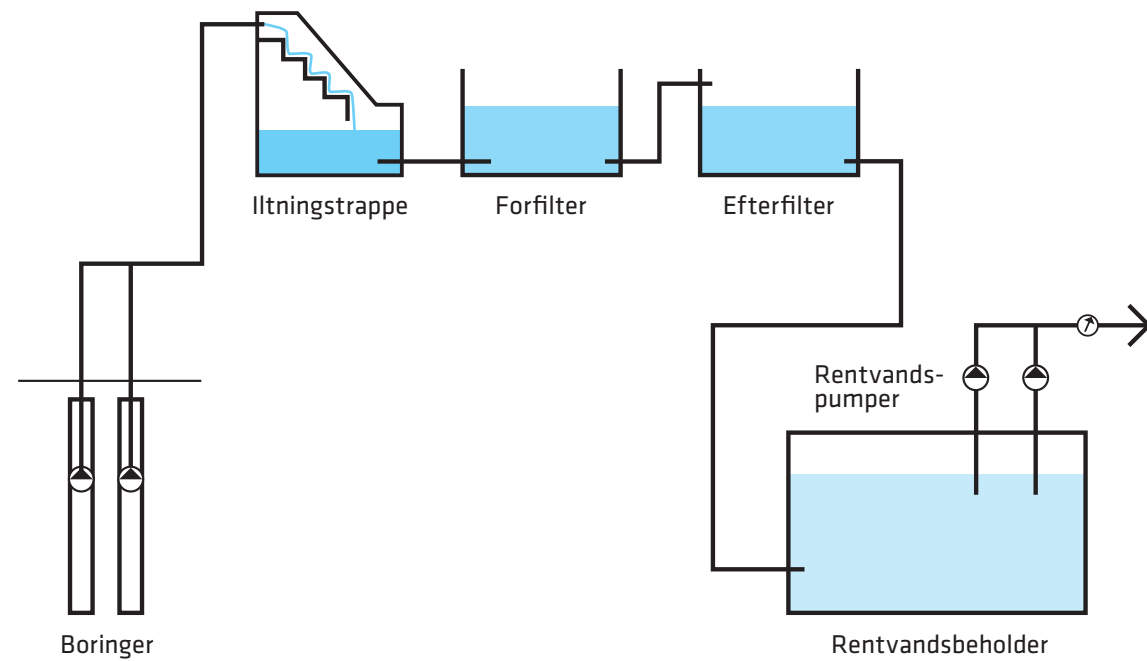 Iltningstrappe
Forfilter
Efterfilter
Rentvands-
pumper
Boringer
Rentvandsbeholder